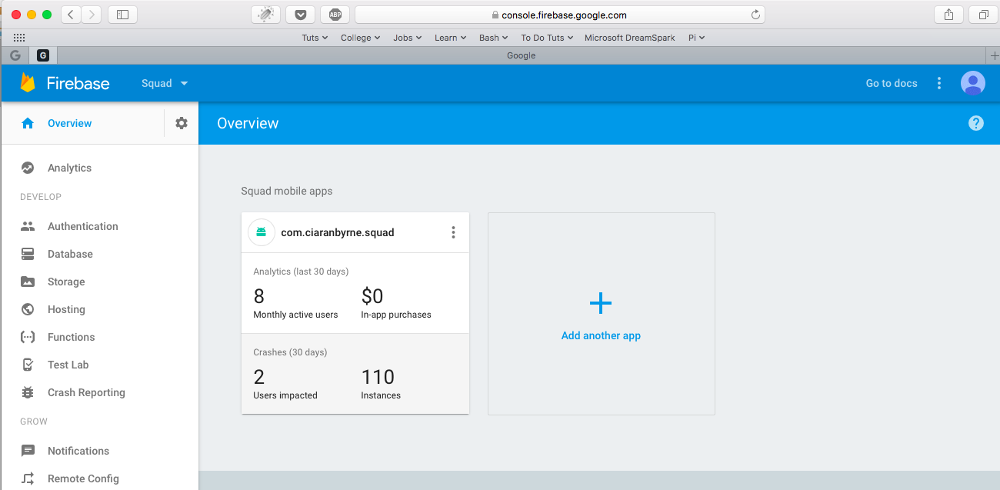 ABP
console.firebase.google.com
Tuts College Jobs Learn Bash To Do Tuts Microsoft DreamSpark Pi
G G Google
Firebase Squad Go to docs
Overview Overview
Analytics
DEVELOP
Authentication
Database
Storage
Hosting
Functions
Test Lab
Crash Reporting
GROW
Notifications
Remote Config
Squad mobile apps
com.ciaranbyrne.squad
Analytics (last 30 days)
8 $0
Monthly active users In-app purchases
Crashes (30 days)
2 110
Users impacted Instances
Add another app